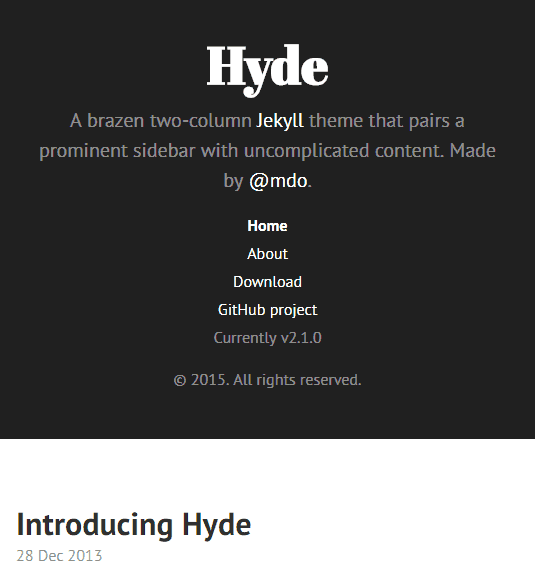 Hyde
A brazen two-column Jekyll theme that pairs a
prominent sidebar with uncomplicated content. Made
by @mdo.
Home
About
Download
GitHub project
Currently v2.1.0
© 2015. All rights reserved.
Introducing Hyde
28 Dec 2013